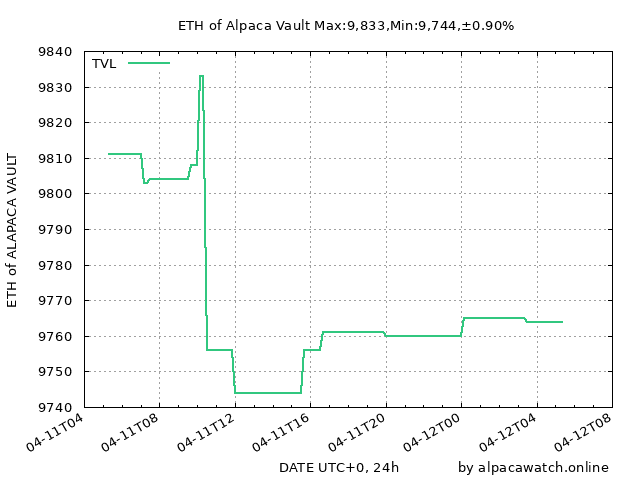 ETH of Alpaca Vault Max:9,833,Min:9,744,±0.90%
TVL
9840
9830
9820
9810
9800
9790
9780
9770
9760
9750
9740
ETH of ALAPACA VAULT
04-11T04
04-11T08
04-11T12
04-11T16
04-11T20
04-12T00
04-12T04
04-12T08
DATE UTC+0, 24h
by alpacawatch.online